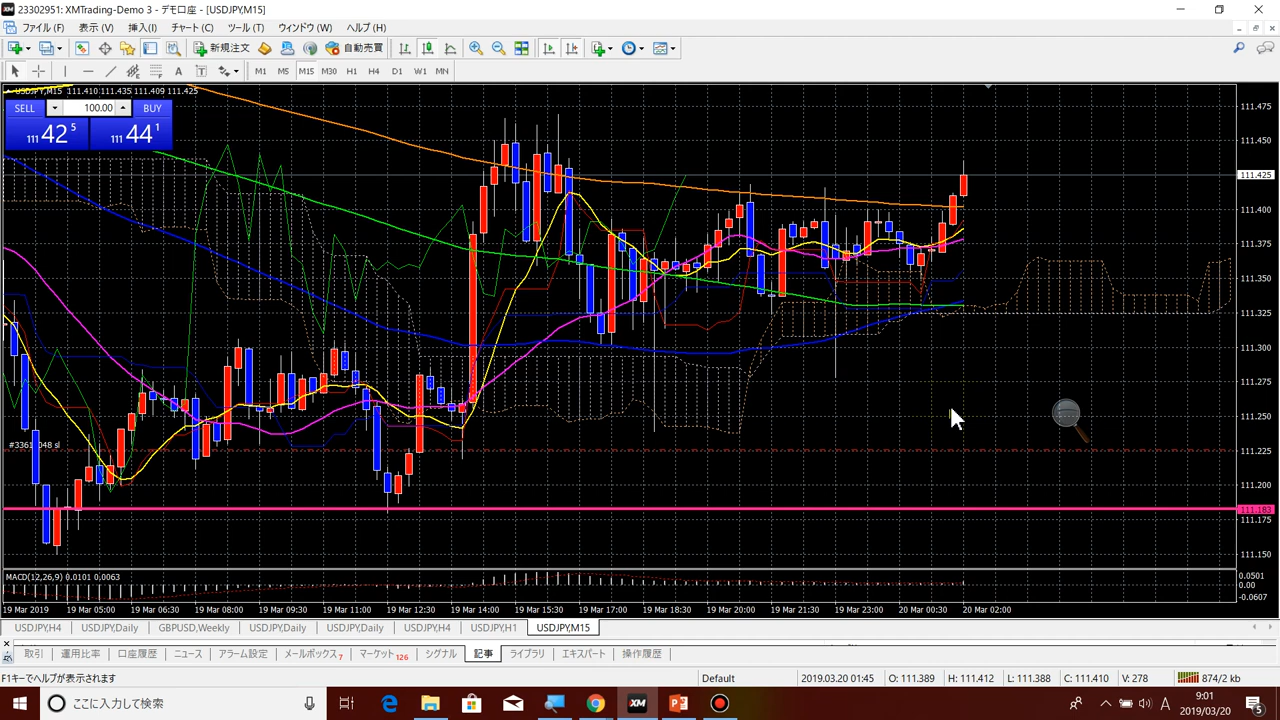 23302951: XMTrading-Demo 3 - デモ口座 - [USDJPY,M15]
ファイル (F) 表示 (V) 挿入(I) チャート (C) ツール (T) ウィンドウ (W) ヘルプ (H)
新規注文 自動売買
A T M1 M5 M15 M30 H1 H4 D1 W1 MN
USDJPY,M15 111.410 111.435 111.409 111.425
SELL 100.00 BUY
111 42 5 111 44 1
111.475
111.450
111.425
111.400
111.375
111.350
111.325
111.300
111.275
111.250
111.225
111.200
111.183
111.175
111.150
MACD(12,26,9) 0.0101 0.0063
0.0501
0.00
-0.0607
19 Mar 2019 19 Mar 05:00 19 Mar 06:30 19 Mar 08:00 19 Mar 09:30 19 Mar 11:00 19 Mar 12:30 19 Mar 14:00 19 Mar 15:30 19 Mar 17:00 19 Mar 18:30 19 Mar 20:00 19 Mar 21:30 19 Mar 23:00 20 Mar 00:30 20 Mar 02:00
USDJPY,H4 USDJPY,Daily GBPUSD,Weekly USDJPY,Daily USDJPY,Daily USDJPY,H4 USDJPY,H1 USDJPY,M15
取引 運用比率 口座履歴 ニュース アラーム設定 メールボックス 7 マーケット 126 シグナル 記事 ライブラリ エキスパート 操作履歴
F1キーでヘルプが表示されます Default 2019.03.20 01:45 O: 111.389 H: 111.412 L: 111.388 C: 111.410 V: 278 874/2 kb
ここに入力して検索 XM A 9:01
2019/03/20 5